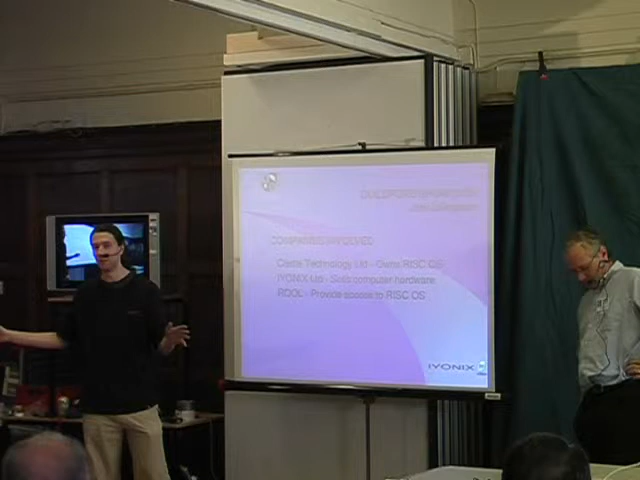 COMPANIES INVOLVED
Castle Technology Ltd - Owns RISC OS
IYONIX Ltd - Sells computer hardware
ROOL - Provide access to RISC OS
IYONIX